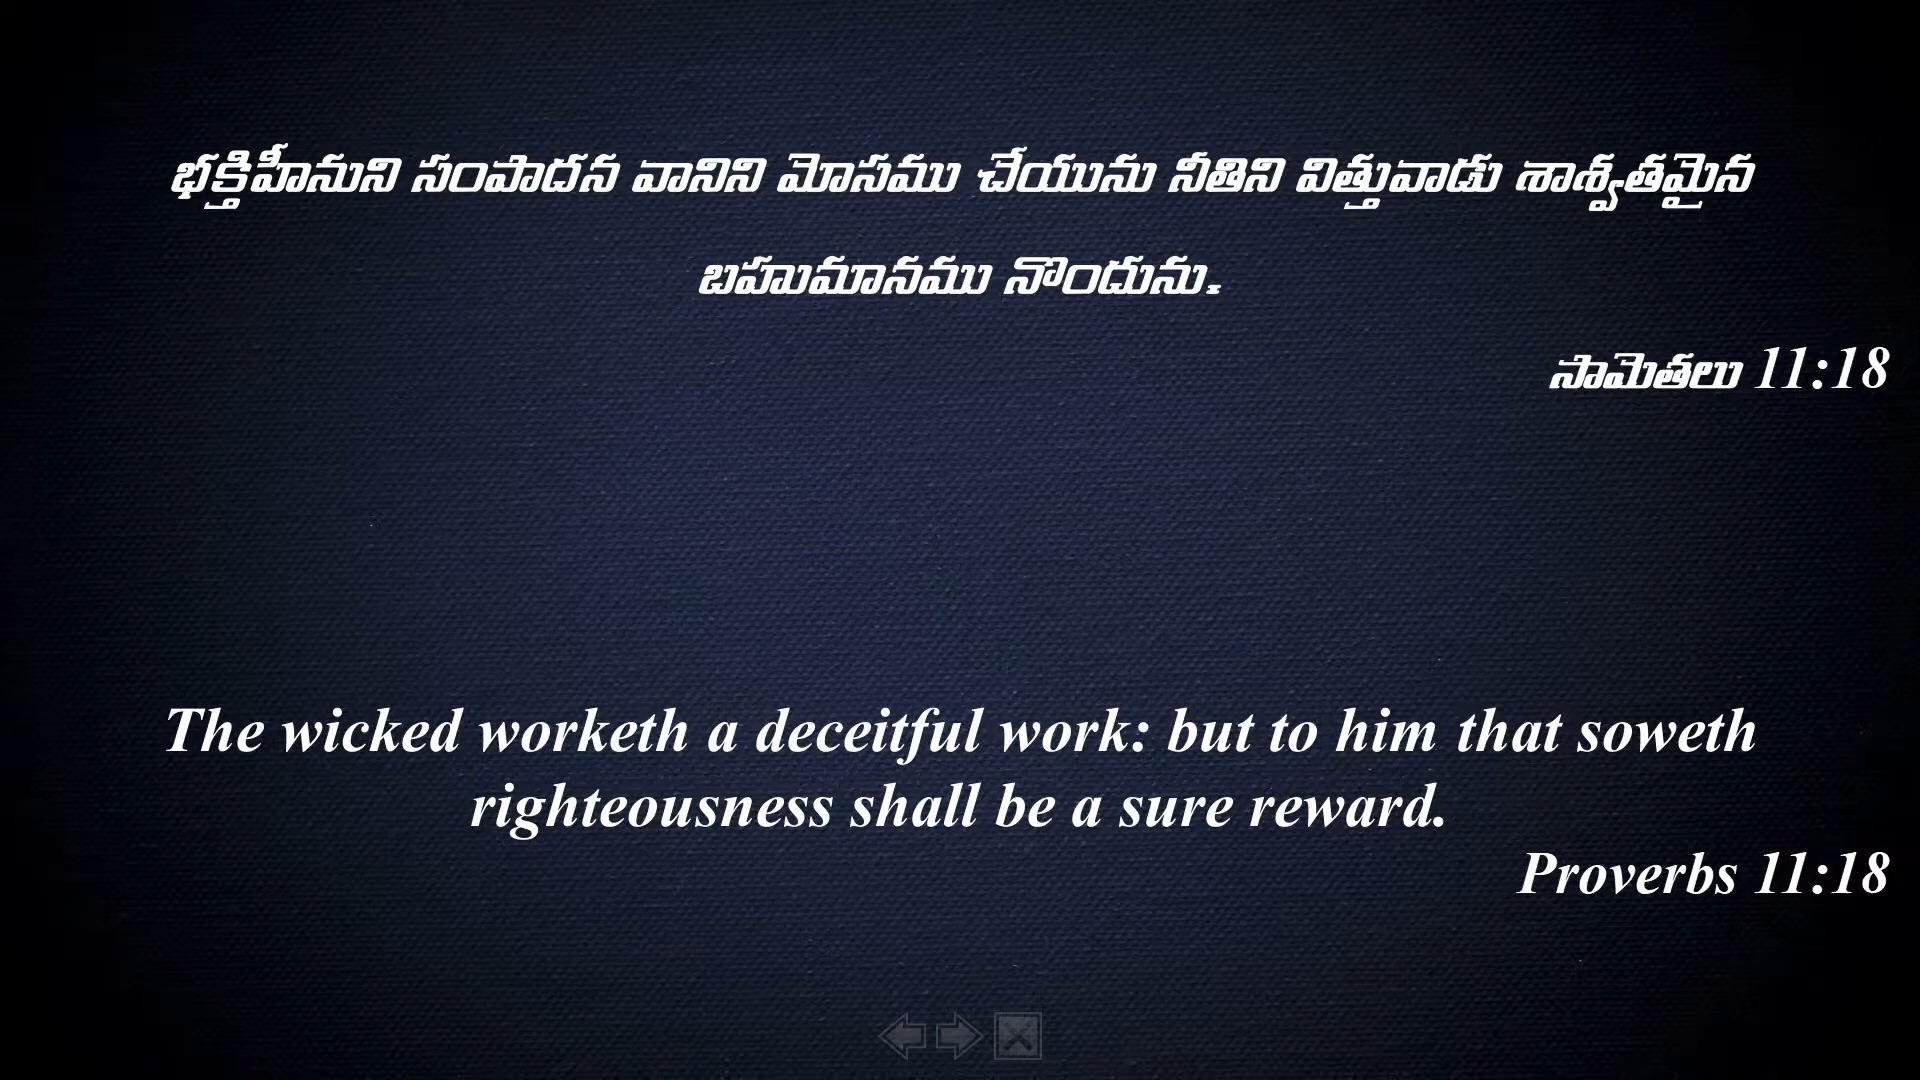 భక్తిహీనుని సంపాదన వానిని మోసము చేయును నీతిని విత్తువాడు శాశ్వతమైన
బహుమానము నొందును.
సామెతలు 11:18
The wicked worketh a deceitful work: but to him that soweth
righteousness shall be a sure reward.
Proverbs 11:18